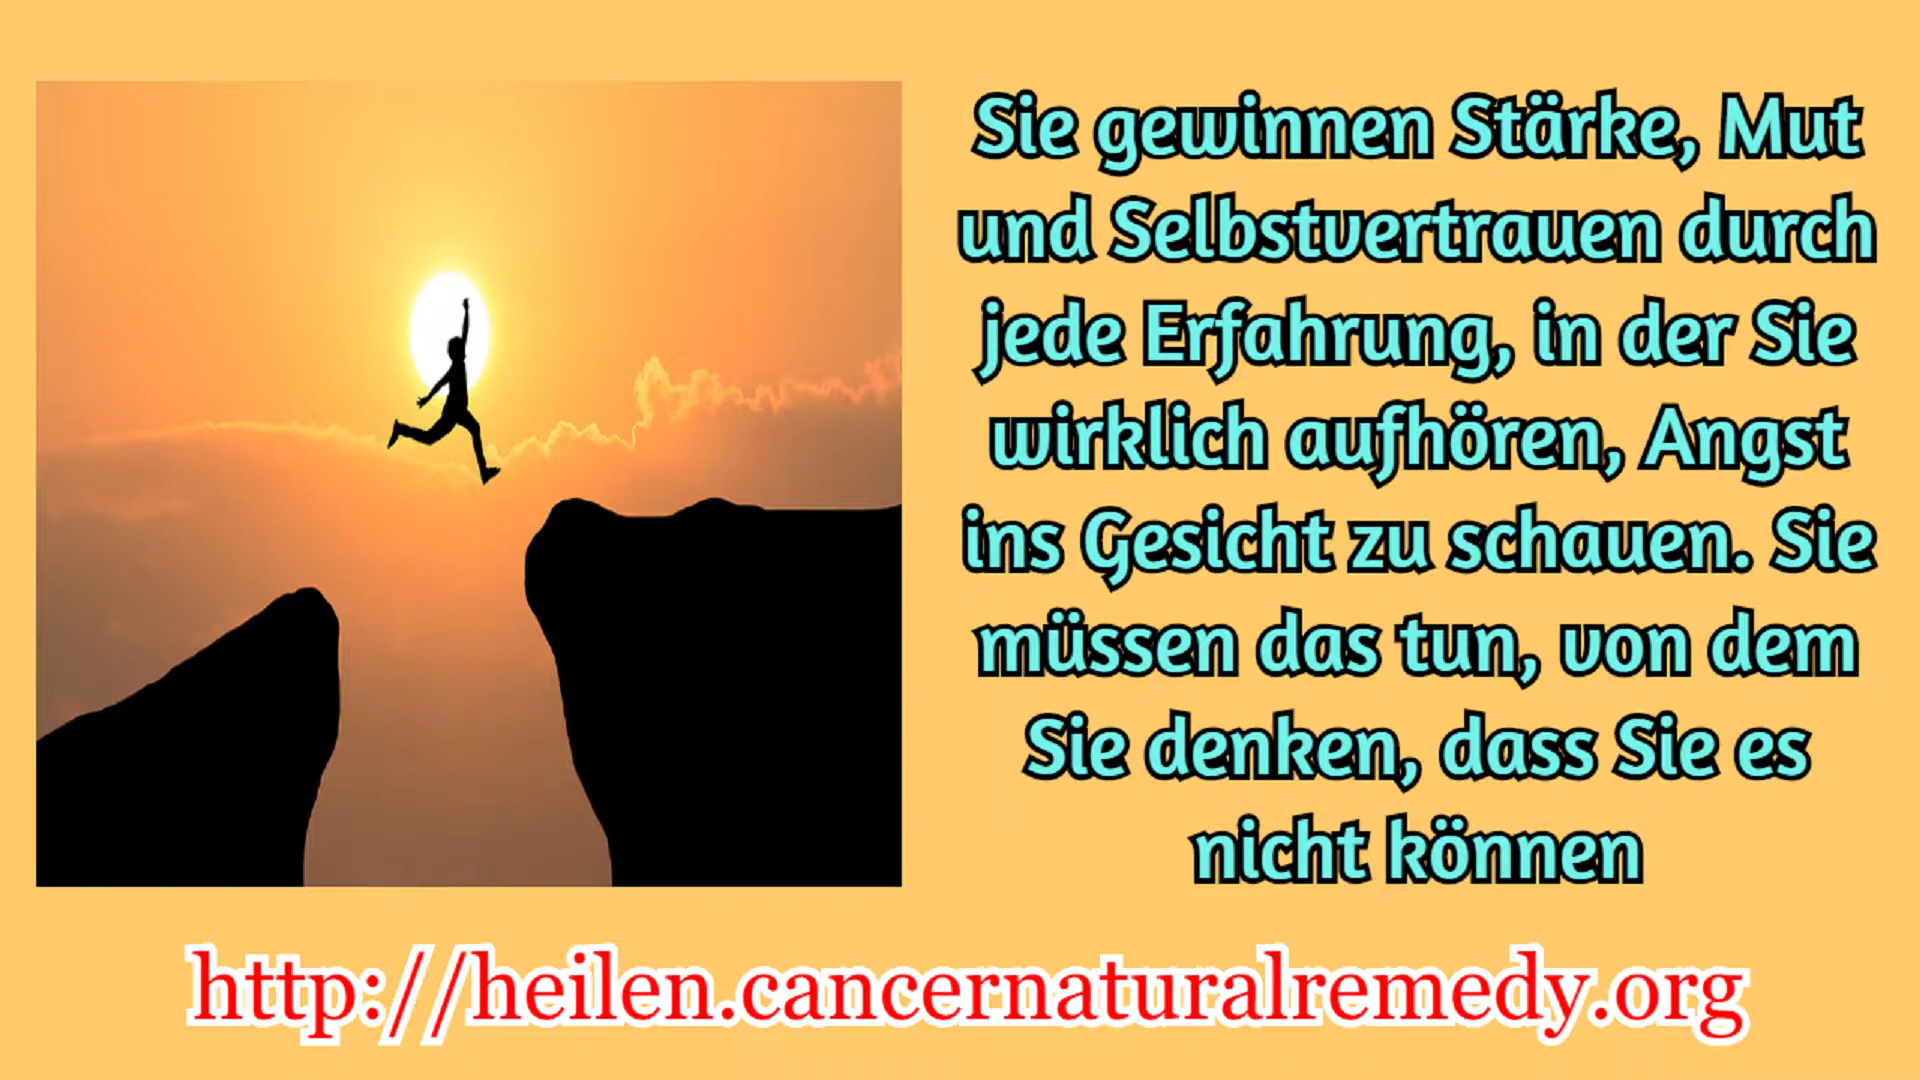 Sie gewinnen Stärke, Mut
und Selbstvertrauen durch
jede Erfahrung, in der Sie
wirklich aufhören, Angst
ins Gesicht zu schauen. Sie
müssen das tun, von dem
Sie denken, dass Sie es
nicht können
http://heilen.cancernaturalremedy.org